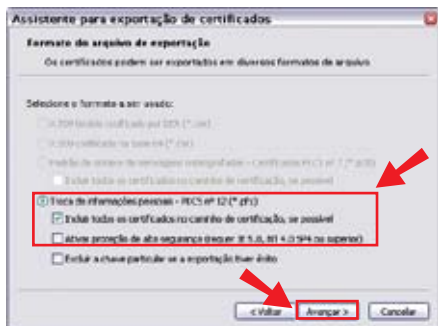 Assistente para exportação de certificados
Formato do arquivo de exportação
Os certificados podem ser exportados em diversos formatos de arquivo
Selecione o formato a ser usado:
X.509 binário codificado por DER (*.cer)
X.509 codificado na base 64 (*.cer)
Padrão de sintaxe de mensagens criptografadas - Certificados PKCS nº 7 (*.p7b)
Incluir todos os certificados no caminho de certificação, se possível
Troca de informações pessoais - PKCS nº 12 (*.pfx)
Incluir todos os certificados no caminho de certificação, se possível
Ativar proteção de alta segurança (requer IE 5.0, NT 4.0 SP4 ou superior)
Excluir a chave particular se a exportação tiver êxito
< Voltar
Avançar >
Cancelar